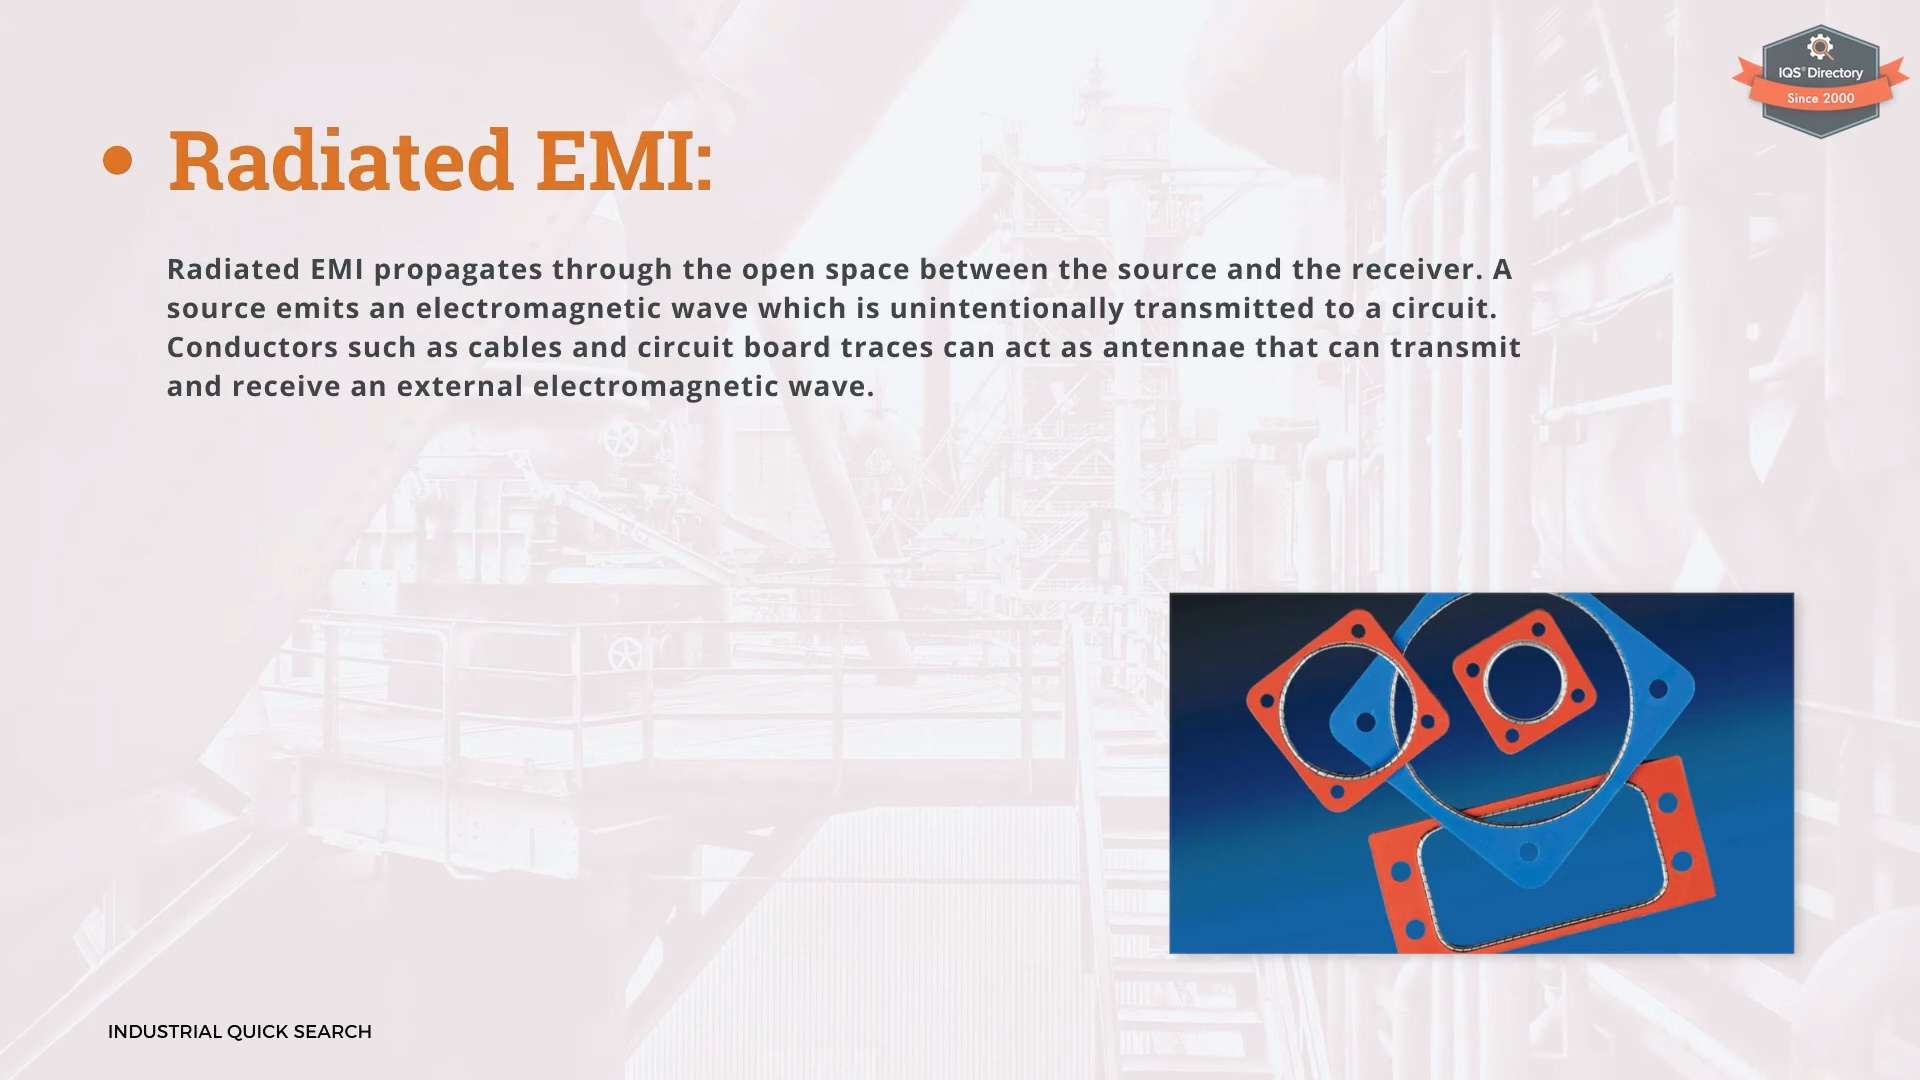 IQS® Directory
Since 2000
• Radiated EMI:
Radiated EMI propagates through the open space between the source and the receiver. A
source emits an electromagnetic wave which is unintentionally transmitted to a circuit.
Conductors such as cables and circuit board traces can act as antennae that can transmit
and receive an external electromagnetic wave.
INDUSTRIAL QUICK SEARCH